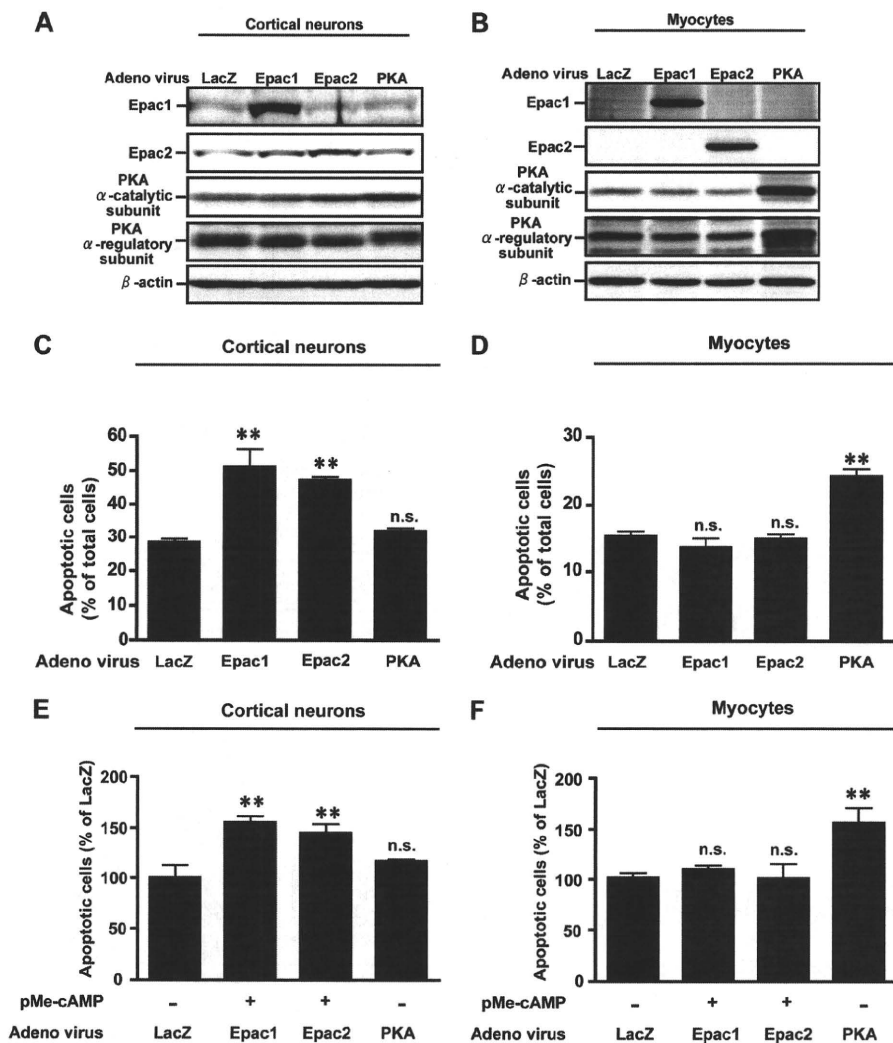 A
Cortical neurons
Adeno virus LacZ Epac1 Epac2 PKA
Epac1
Epac2
PKA
α-catalytic
subunit
PKA
α-regulatory
subunit
β-actin
B
Myocytes
Adeno virus LacZ Epac1 Epac2 PKA
Epac1
Epac2
PKA
α-catalytic
subunit
PKA
α-regulatory
subunit
β-actin
C
Cortical neurons
Apoptotic cells
(% of total cells)
60
50
40
30
20
10
0
**
**
n.s.
Adeno virus LacZ Epac1 Epac2 PKA
D
Myocytes
Apoptotic cells
(% of total cells)
30
20
10
0
n.s.
n.s.
**
Adeno virus LacZ Epac1 Epac2 PKA
E
Cortical neurons
Apoptotic cells (% of LacZ)
200
150
100
50
0
**
**
n.s.
pMe-cAMP - + + -
Adeno virus LacZ Epac1 Epac2 PKA
F
Myocytes
Apoptotic cells (% of LacZ)
200
150
100
50
0
n.s.
n.s.
**
pMe-cAMP - + + -
Adeno virus LacZ Epac1 Epac2 PKA